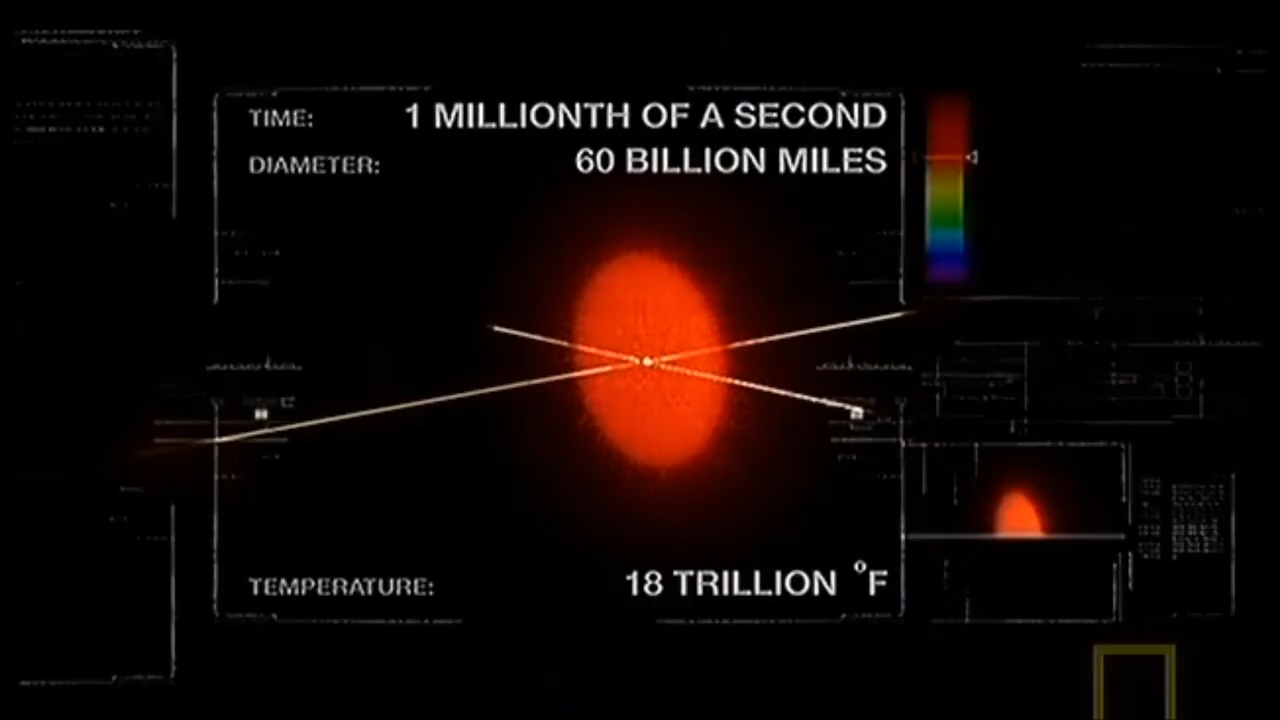 TIME: 1 MILLIONTH OF A SECOND
DIAMETER: 60 BILLION MILES
TEMPERATURE: 18 TRILLION °F